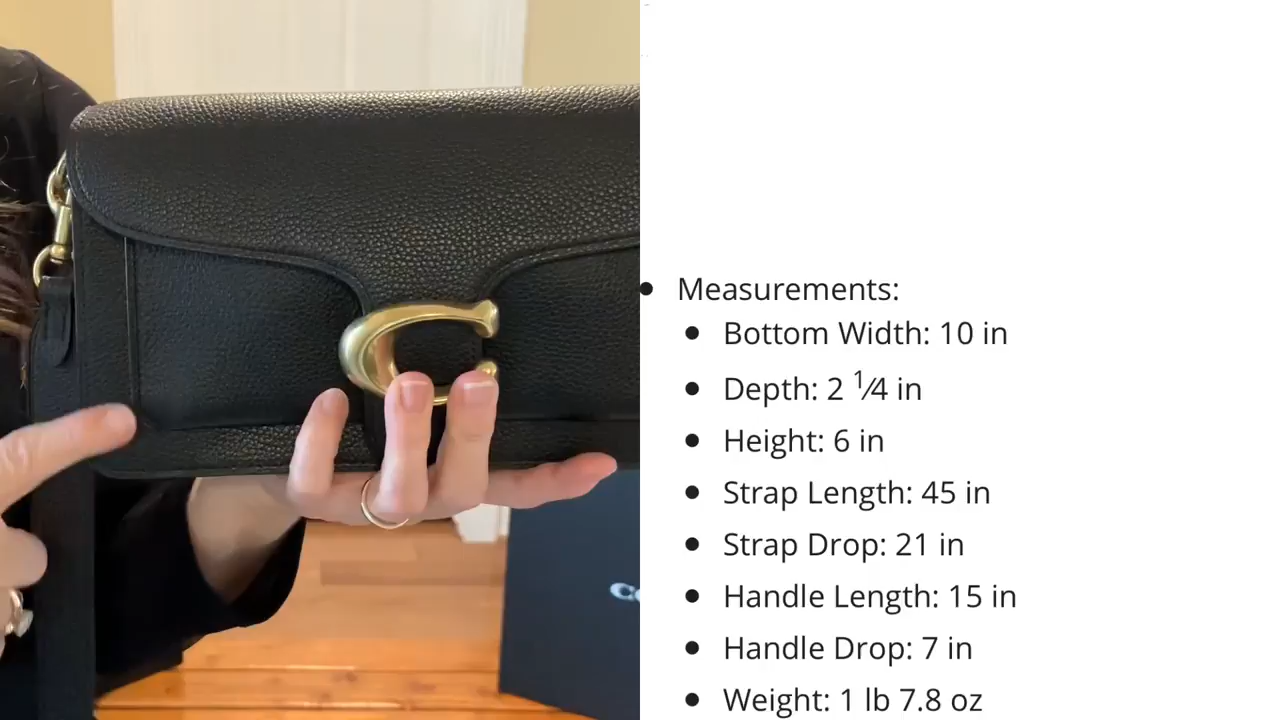 Measurements:
Bottom Width: 10 in
Depth: 2 1⁄4 in
Height: 6 in
Strap Length: 45 in
Strap Drop: 21 in
Handle Length: 15 in
Handle Drop: 7 in
Weight: 1 lb 7.8 oz